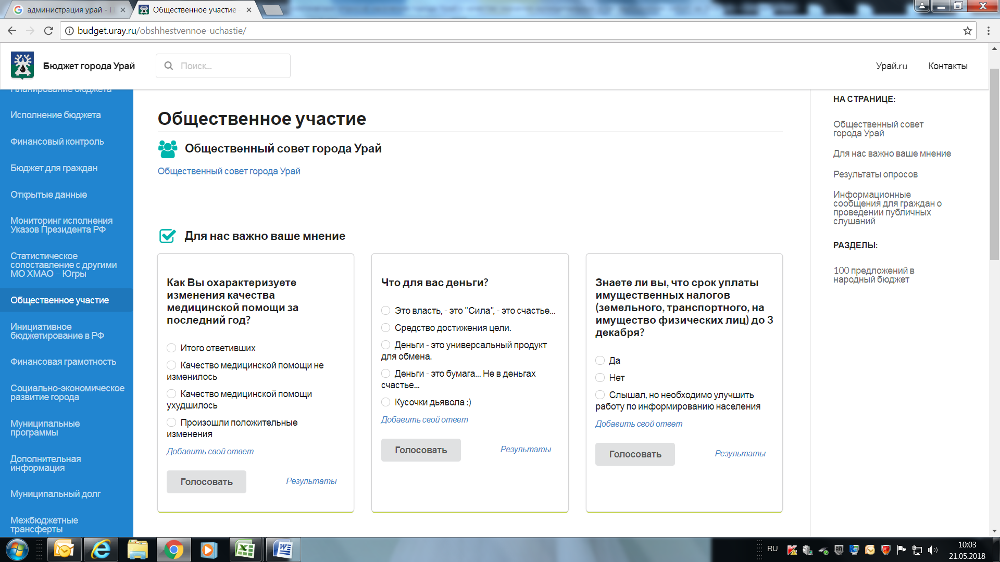 администрация урай - П
Общественное участие -
budget.uray.ru/obshhestvennoe-uchastie/
Бюджет города Урай
Поиск...
Урай.ru
Контакты
Планирование бюджета
Исполнение бюджета
Финансовый контроль
Бюджет для граждан
Открытые данные
Мониторинг исполнения
Указов Президента РФ
Статистическое
сопоставление с другими
МО ХМАО – Югры
Общественное участие
Инициативное
бюджетирование в РФ
Финансовая грамотность
Социально-экономическое
развитие города
Муниципальные
программы
Дополнительная
информация
Муниципальный долг
Межбюджетные
трансферты
Общественное участие
Общественный совет города Урай
Общественный совет города Урай
Для нас важно ваше мнение
Как Вы охарактеризуете
изменения качества
медицинской помощи за
последний год?
Итого ответивших
Качество медицинской помощи не
изменилось
Качество медицинской помощи
ухудшилось
Произошли положительные
изменения
Добавить свой ответ
Голосовать
Результаты
Что для вас деньги?
Это власть, - это "Сила", - это счастье...
Средство достижения цели.
Деньги - это универсальный продукт
для обмена.
Деньги - это бумага... Не в деньгах
счастье...
Кусочки дьявола :)
Добавить свой ответ
Голосовать
Результаты
Знаете ли вы, что срок уплаты
имущественных налогов
(земельного, транспортного, на
имущество физических лиц) до 3
декабря?
Да
Нет
Слышал, но необходимо улучшить
работу по информированию населения
Добавить свой ответ
Голосовать
Результаты
НА СТРАНИЦЕ:
Общественный совет
города Урай
Для нас важно ваше мнение
Результаты опросов
Информационные
сообщения для граждан о
проведении публичных
слушаний
РАЗДЕЛЫ:
100 предложений в
народный бюджет
RU
10:03
21.05.2018